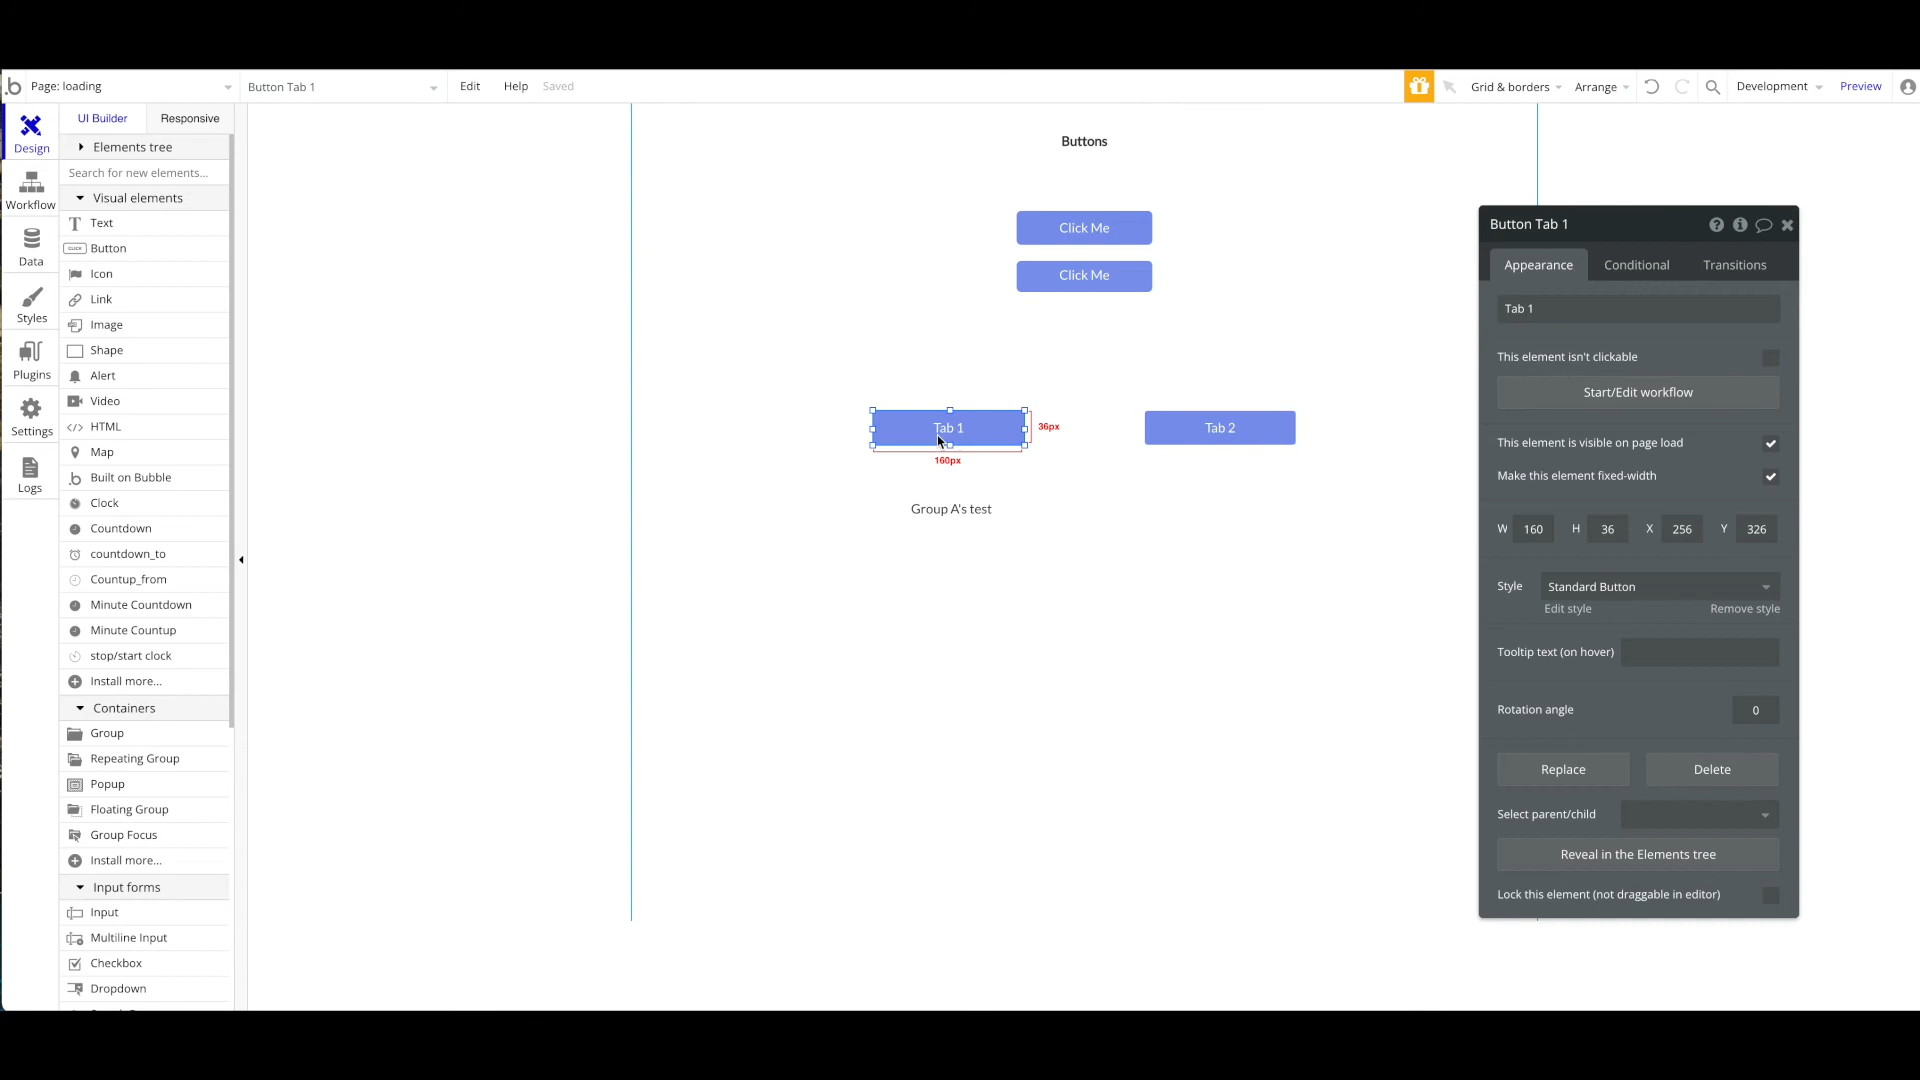 Page: loading
Button Tab 1
Edit
Help
Saved
Grid & borders
Arrange
Development
Preview
Design
Workflow
Data
Styles
Plugins
Settings
Logs
UI Builder
Responsive
Elements tree
Search for new elements...
Visual elements
Text
CLICK
Button
Icon
Link
Image
Shape
Alert
Video
</> HTML
Map
Built on Bubble
Clock
Countdown
countdown_to
Countup_from
Minute Countdown
Minute Countup
stop/start clock
Install more...
Containers
Group
Repeating Group
Popup
Floating Group
Group Focus
Install more...
Input forms
Input
Multiline Input
Checkbox
Dropdown
Buttons
Click Me
Click Me
Tab 1
36px
160px
Tab 2
Group A's test
Button Tab 1
Appearance
Conditional
Transitions
Tab 1
This element isn't clickable
Start/Edit workflow
This element is visible on page load
Make this element fixed-width
W 160 H 36 X 256 Y 326
Style Standard Button
Edit style Remove style
Tooltip text (on hover)
Rotation angle 0
Replace Delete
Select parent/child
Reveal in the Elements tree
Lock this element (not draggable in editor)